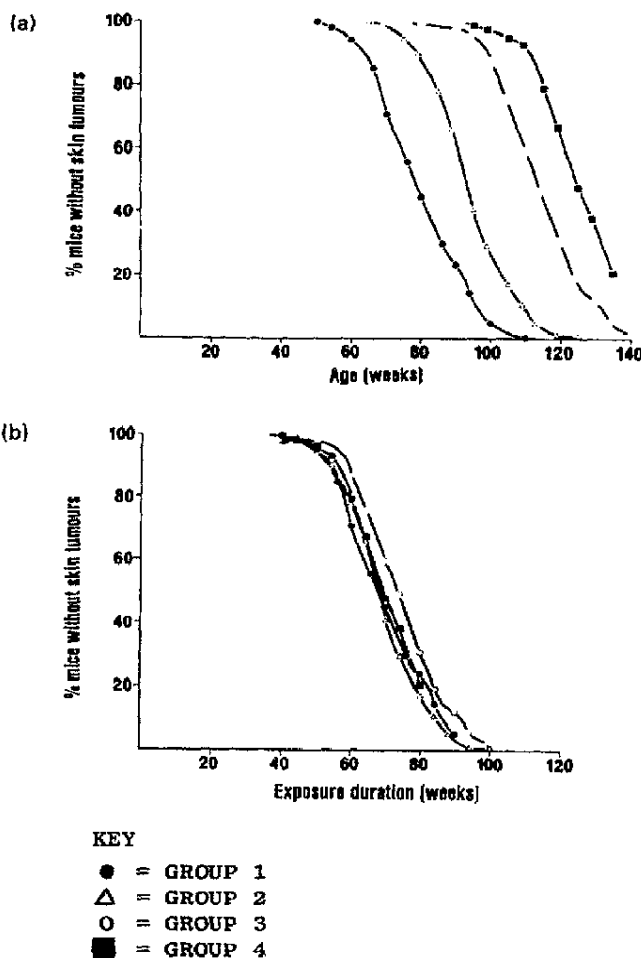 (a)
% mice without skin tumours
100
80
60
40
20
20 40 60 80 100 120 140
Age (weeks)
(b)
% mice without skin tumours
100
80
60
40
20
20 40 60 80 100 120
Exposure duration (weeks)
KEY
● = GROUP 1
△ = GROUP 2
O = GROUP 3
■ = GROUP 4